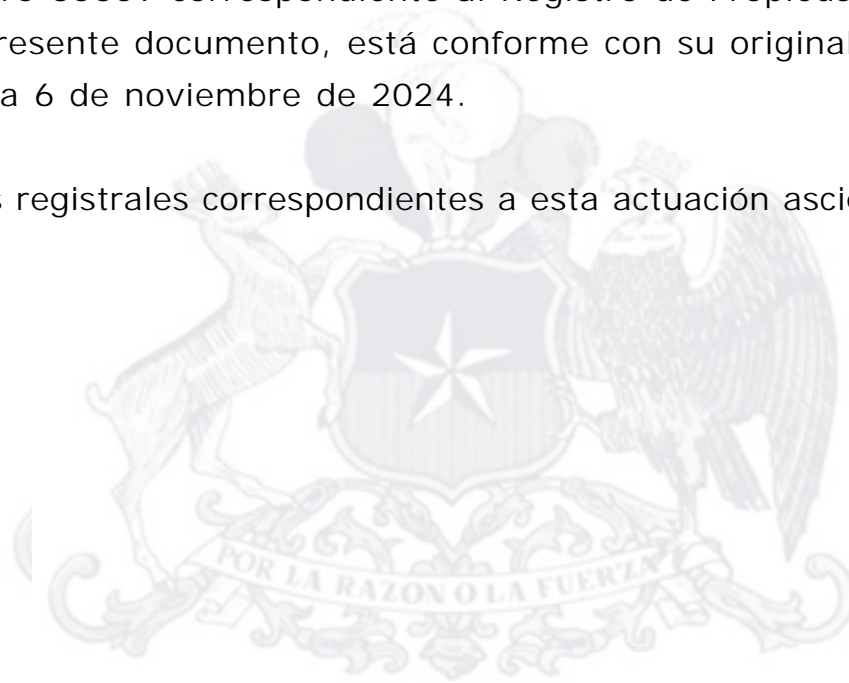 correspondiente al Registro de
presente documento, está conforme con su original
a 6 de noviembre de 2024.
registrales correspondientes a esta actuación
POR LA RAZON O LA FUERZA